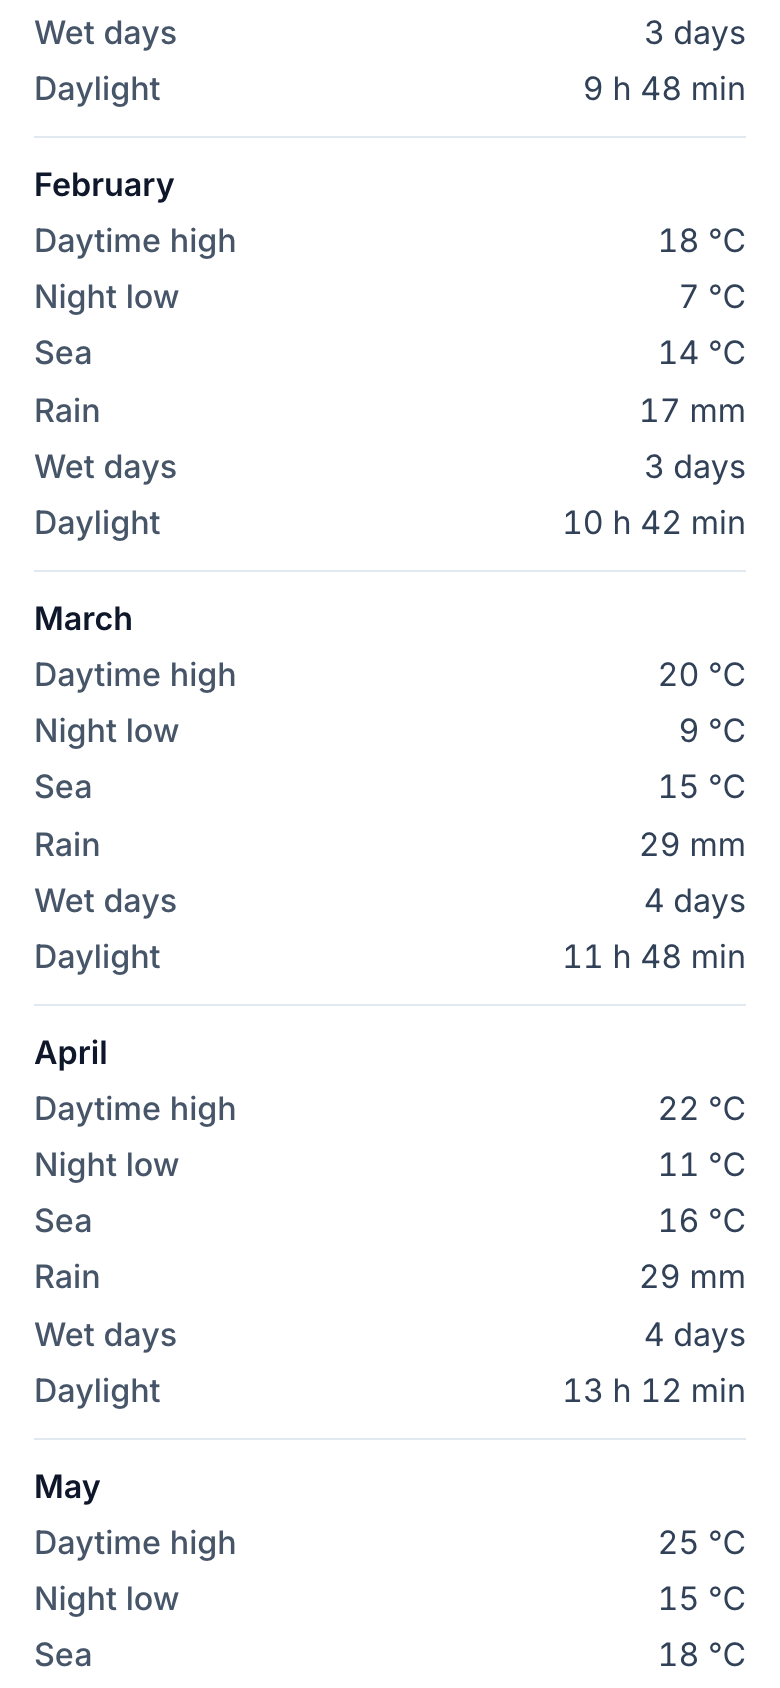 Wet days 3 days
Daylight 9 h 48 min
February
Daytime high 18 °C
Night low 7 °C
Sea 14 °C
Rain 17 mm
Wet days 3 days
Daylight 10 h 42 min
March
Daytime high 20 °C
Night low 9 °C
Sea 15 °C
Rain 29 mm
Wet days 4 days
Daylight 11 h 48 min
April
Daytime high 22 °C
Night low 11 °C
Sea 16 °C
Rain 29 mm
Wet days 4 days
Daylight 13 h 12 min
May
Daytime high 25 °C
Night low 15 °C
Sea 18 °C